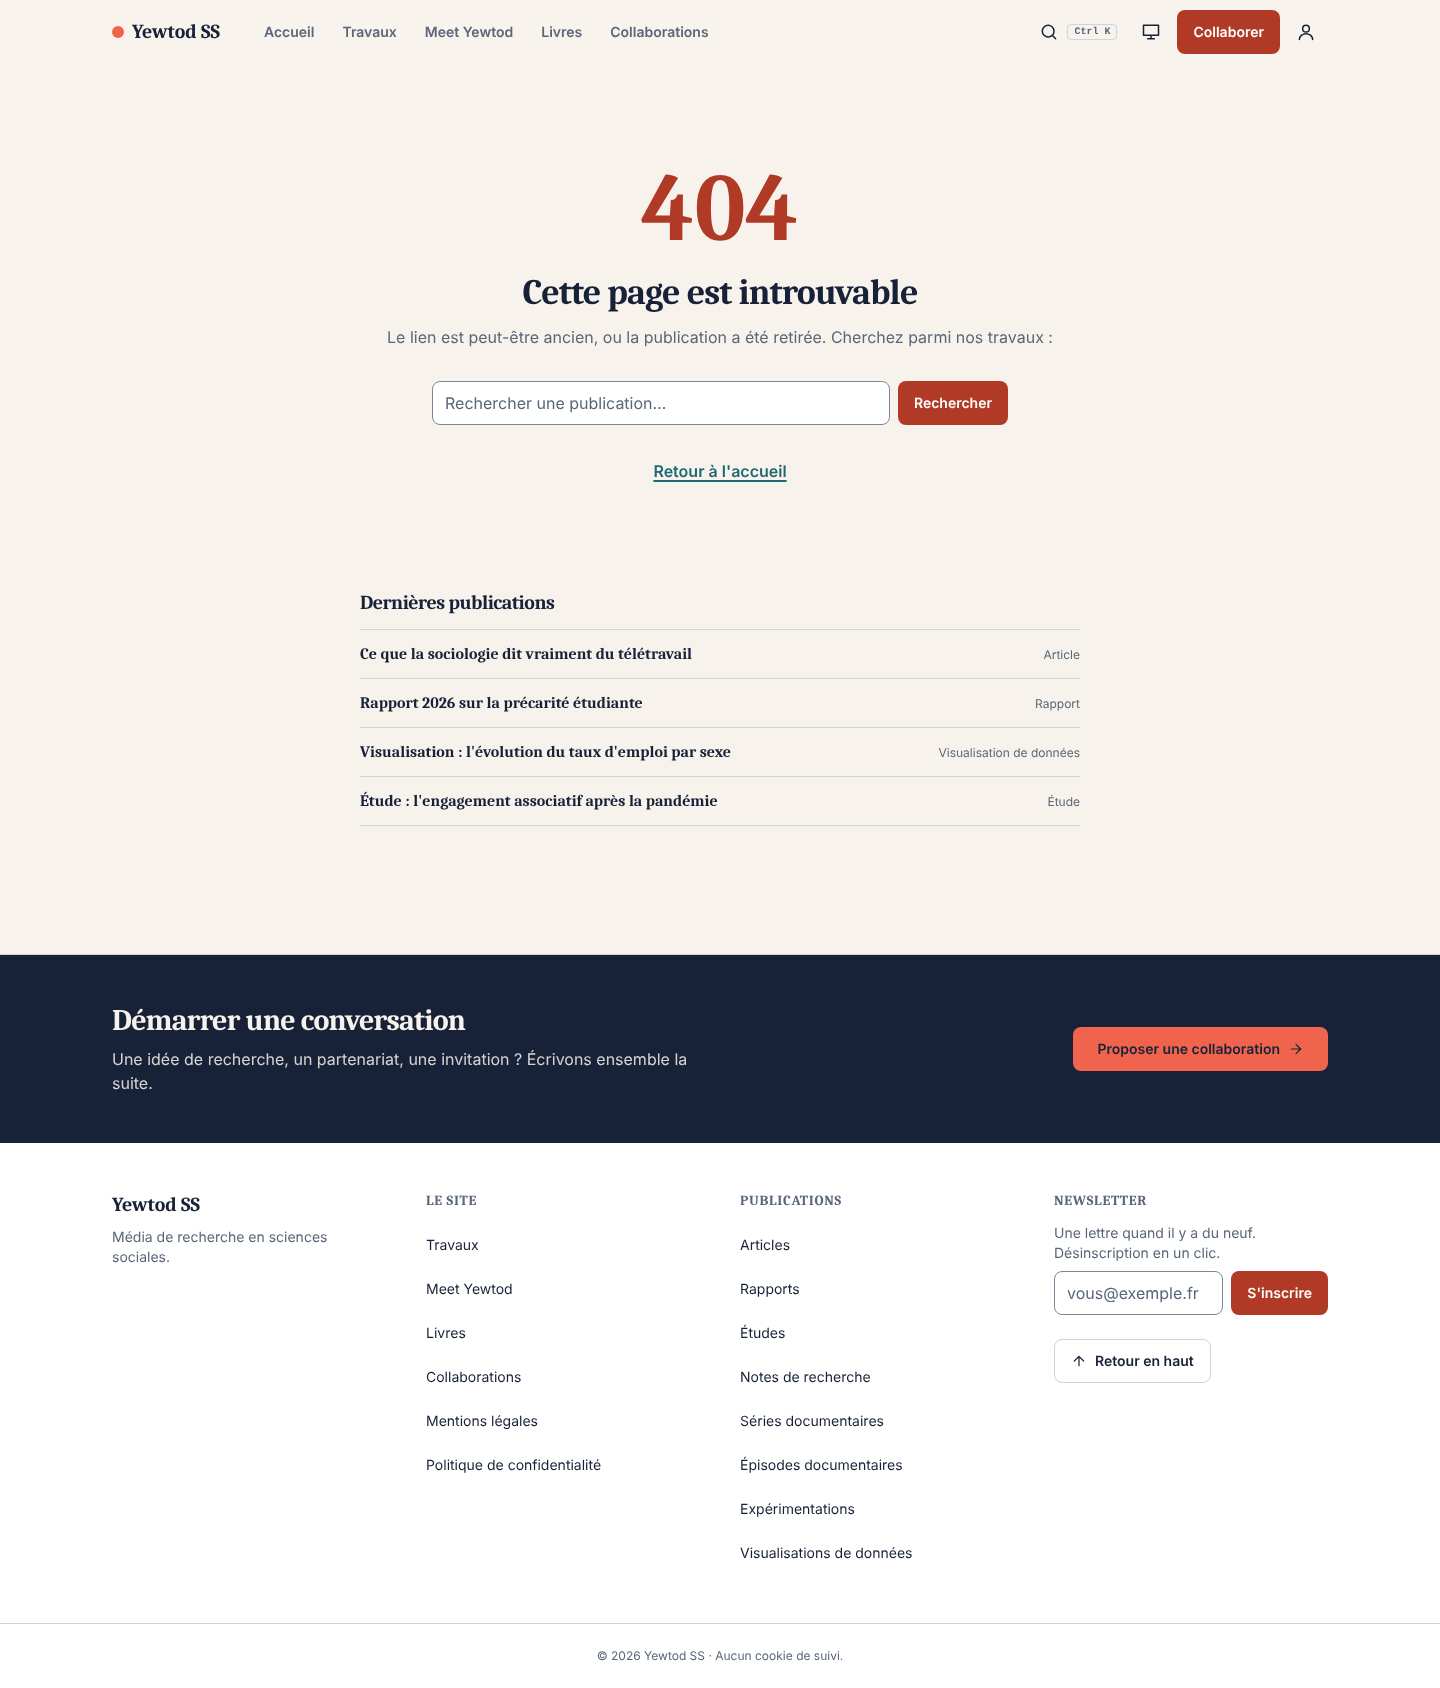 Yewtod SS
Accueil
Travaux
Meet Yewtod
Livres
Collaborations
Ctrl K
Collaborer
404
Cette page est introuvable
Le lien est peut-être ancien, ou la publication a été retirée. Cherchez parmi nos travaux :
Rechercher une publication...
Rechercher
Retour à l'accueil
Dernières publications
Ce que la sociologie dit vraiment du télétravail
Article
Rapport 2026 sur la précarité étudiante
Rapport
Visualisation : l'évolution du taux d'emploi par sexe
Visualisation de données
Étude : l'engagement associatif après la pandémie
Étude
Démarrer une conversation
Une idée de recherche, un partenariat, une invitation ? Écrivons ensemble la
suite.
Proposer une collaboration
Yewtod SS
Média de recherche en sciences
sociales.
LE SITE
Travaux
Meet Yewtod
Livres
Collaborations
Mentions légales
Politique de confidentialité
PUBLICATIONS
Articles
Rapports
Études
Notes de recherche
Séries documentaires
Épisodes documentaires
Expérimentations
Visualisations de données
NEWSLETTER
Une lettre quand il y a du neuf.
Désinscription en un clic.
vous@exemple.fr
S'inscrire
Retour en haut
© 2026 Yewtod SS · Aucun cookie de suivi.